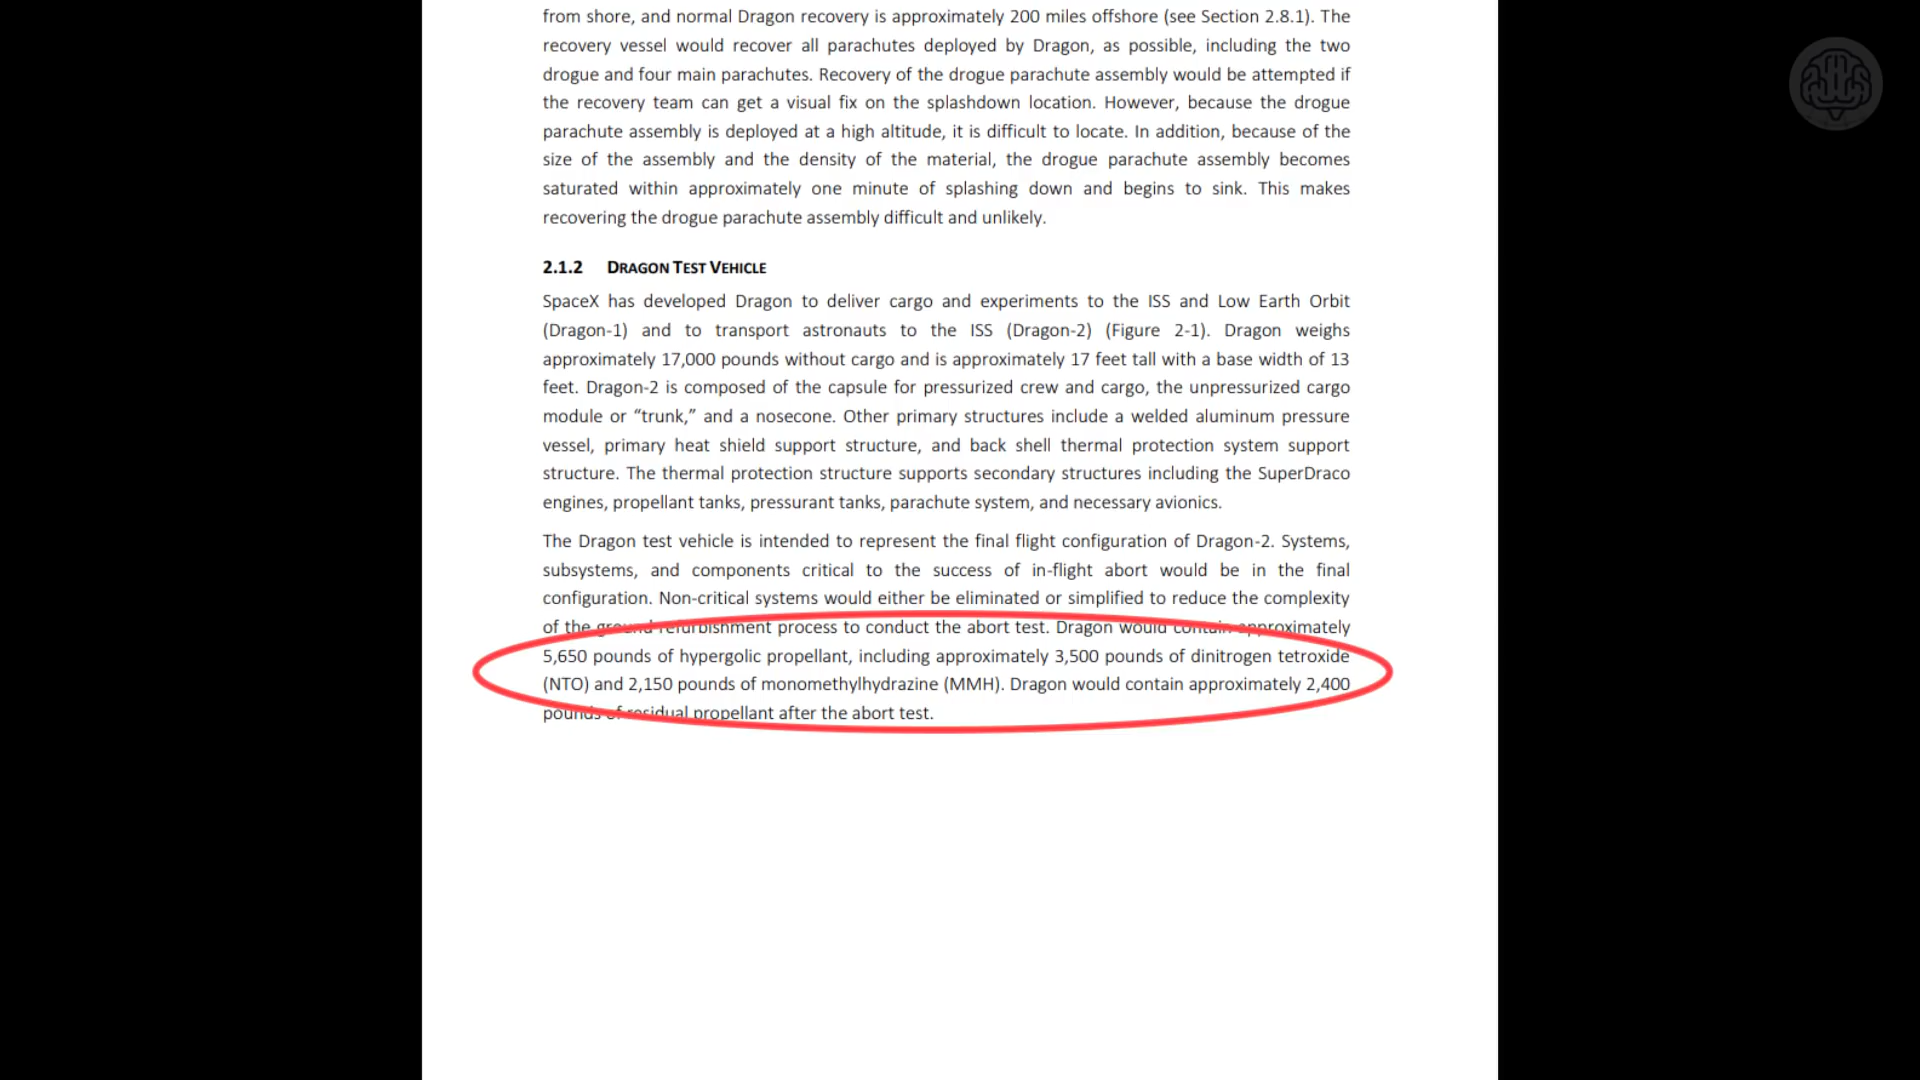 from shore, and normal Dragon recovery is approximately 200 miles offshore (see Section 2.8.1). The
recovery vessel would recover all parachutes deployed by Dragon, as possible, including the two
drogue and four main parachutes. Recovery of the drogue parachute assembly would be attempted if
the recovery team can get a visual fix on the splashdown location. However, because the drogue
parachute assembly is deployed at a high altitude, it is difficult to locate. In addition, because of the
size of the assembly and the density of the material, the drogue parachute assembly becomes
saturated within approximately one minute of splashing down and begins to sink. This makes
recovering the drogue parachute assembly difficult and unlikely.
2.1.2 DRAGON TEST VEHICLE
SpaceX has developed Dragon to deliver cargo and experiments to the ISS and Low Earth Orbit
(Dragon-1) and to transport astronauts to the ISS (Dragon-2) (Figure 2-1). Dragon weighs
approximately 17,000 pounds without cargo and is approximately 17 feet tall with a base width of 13
feet. Dragon-2 is composed of the capsule for pressurized crew and cargo, the unpressurized cargo
module or “trunk,” and a nosecone. Other primary structures include a welded aluminum pressure
vessel, primary heat shield support structure, and back shell thermal protection system support
structure. The thermal protection structure supports secondary structures including the SuperDraco
engines, propellant tanks, pressurant tanks, parachute system, and necessary avionics.
The Dragon test vehicle is intended to represent the final flight configuration of Dragon-2. Systems,
subsystems, and components critical to the success of in-flight abort would be in the final
configuration. Non-critical systems would either be eliminated or simplified to reduce the complexity
of the ground refurbishment process to conduct the abort test. Dragon would contain approximately
5,650 pounds of hypergolic propellant, including approximately 3,500 pounds of dinitrogen tetroxide
(NTO) and 2,150 pounds of monomethylhydrazine (MMH). Dragon would contain approximately 2,400
pounds of residual propellant after the abort test.